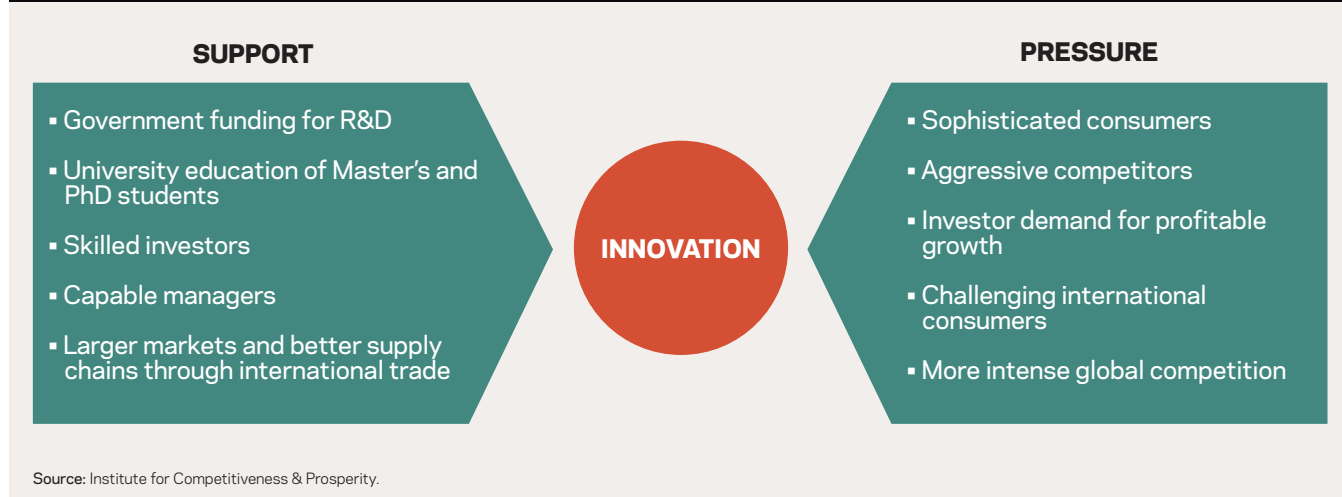 SUPPORT
▪ Government funding for R&D
▪ University education of Master’s and
PhD students
▪ Skilled investors
▪ Capable managers
▪ Larger markets and better supply
chains through international trade
INNOVATION
PRESSURE
▪ Sophisticated consumers
▪ Aggressive competitors
▪ Investor demand for profitable
growth
▪ Challenging international
consumers
▪ More intense global competition
Source: Institute for Competitiveness & Prosperity.